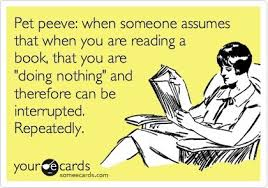 Pet peeve: when someone assumes
that when you are reading a
book, that you are
"doing nothing" and
therefore can be
interrupted.
Repeatedly.
your ecards
someecards.com